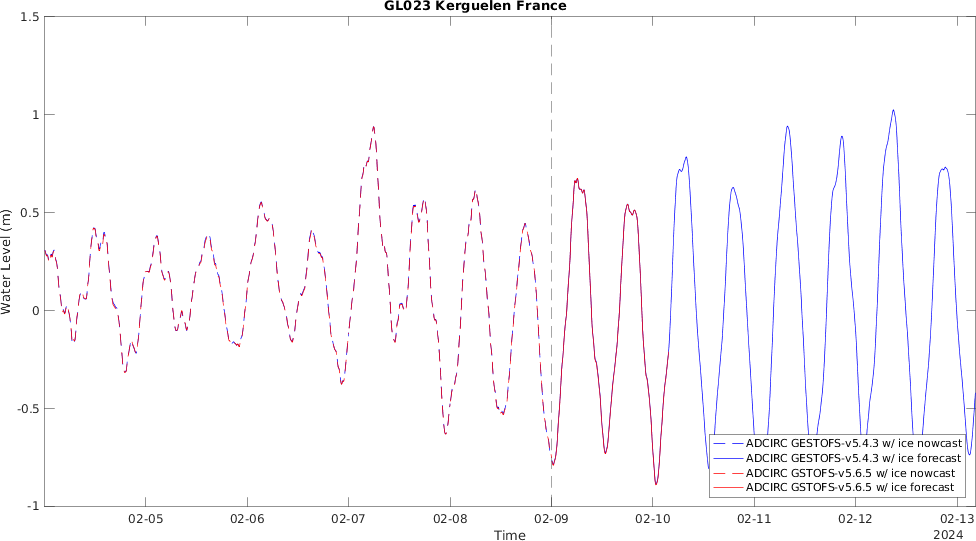 GL023 Kerguelen France
1.5
1
0.5
0
-0.5
-1
Water Level (m)
ADCIRC GESTOFS-v5.4.3 w/ ice nowcast
ADCIRC GESTOFS-v5.4.3 w/ ice forecast
ADCIRC GSTOFS-v5.6.5 w/ ice nowcast
ADCIRC GSTOFS-v5.6.5 w/ ice forecast
02-05 02-06 02-07 02-08 02-09 02-10 02-11 02-12 02-13
Time
2024